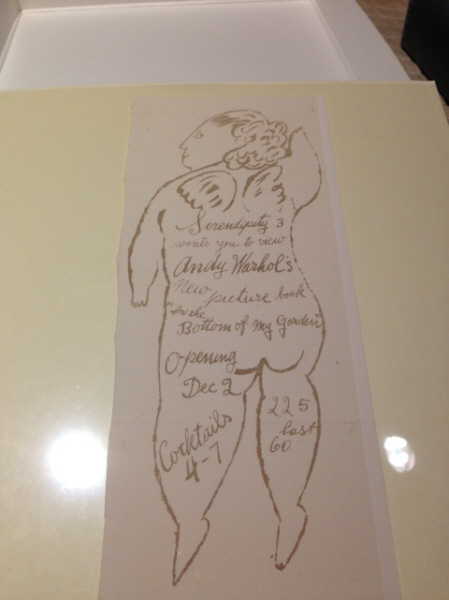 Serendipity 3
wants you to view
Andy Warhol's
New
picture book
"In the
Bottom of My Garden"
Opening
Dec 2
Cocktails
4-7
225
East
60